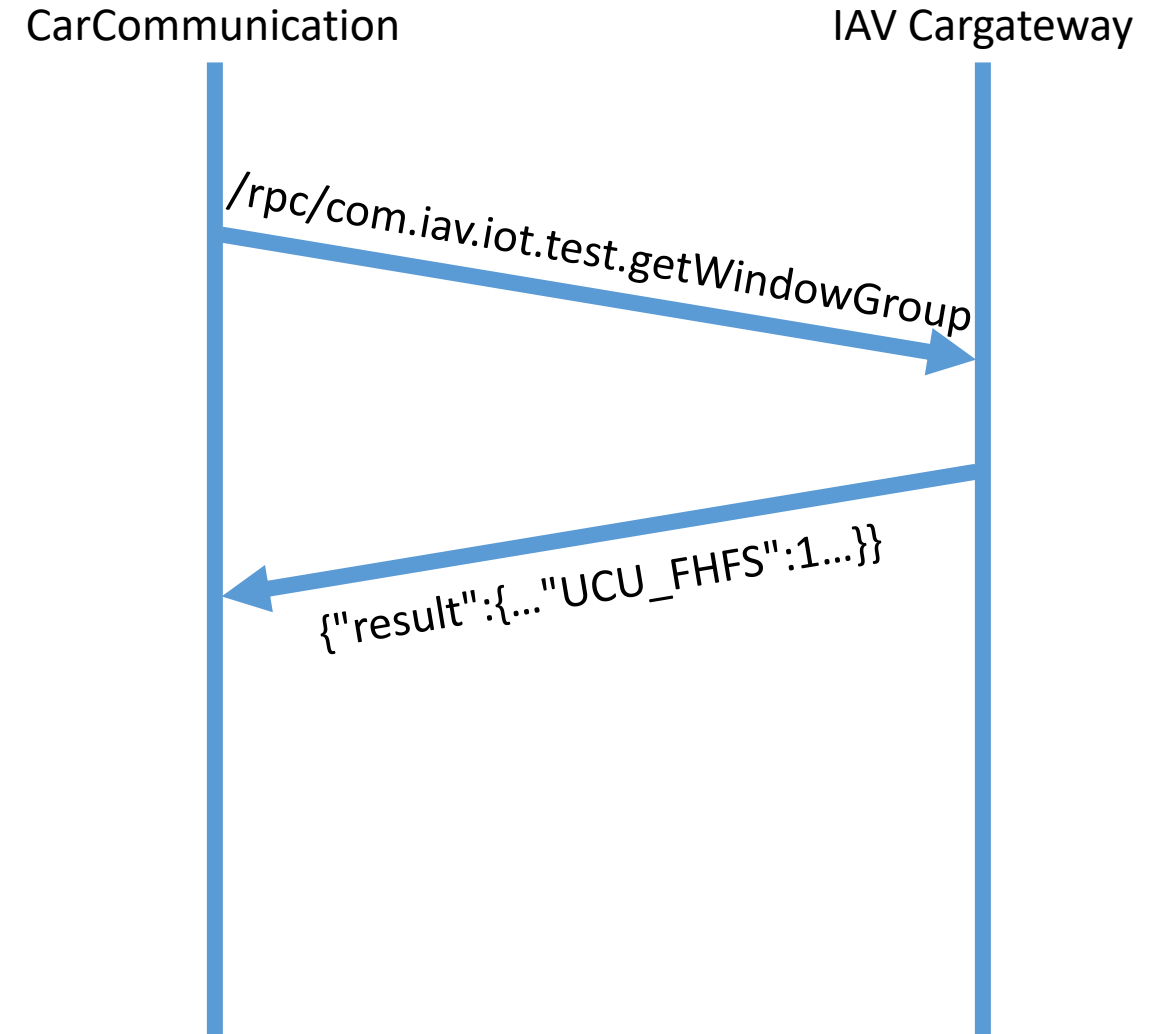 CarCommunication
IAV Cargateway
/rpc/com.iav.iot.test.getWindowGroup
{"result":{..."UCU_FHFS":1...}}